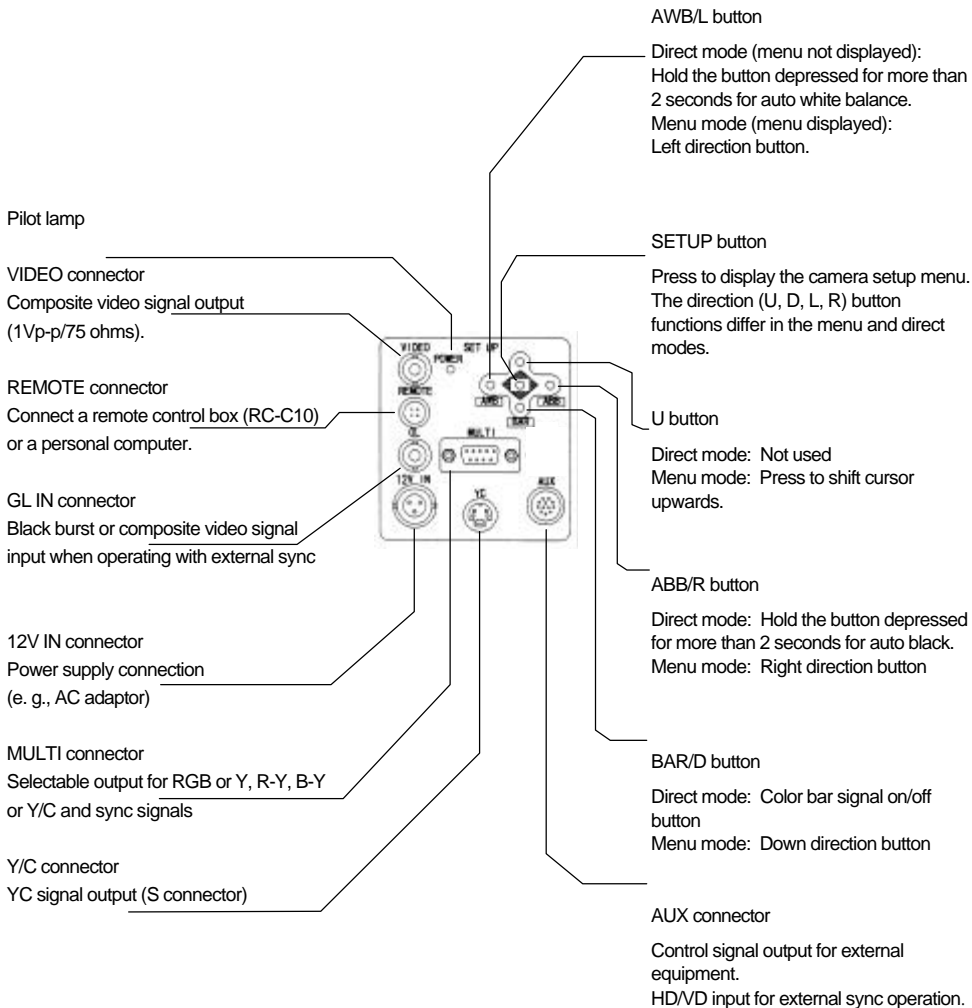 AWB/L button
Direct mode (menu not displayed):
Hold the button depressed for more than
2 seconds for auto white balance.
Menu mode (menu displayed):
Left direction button.
Pilot lamp
VIDEO connector
Composite video signal output
(1Vp-p/75 ohms).
REMOTE connector
Connect a remote control box (RC-C10)
or a personal computer.
GL IN connector
Black burst or composite video signal
input when operating with external sync
12V IN connector
Power supply connection
(e. g., AC adaptor)
MULTI connector
Selectable output for RGB or Y, R-Y, B-Y
or Y/C and sync signals
Y/C connector
YC signal output (S connector)
VIDEO
POWER
SET UP
REMOTE
AWB
ABB
BAR
GL
MULTI
12V IN
YC
AUX
SETUP button
Press to display the camera setup menu.
The direction (U, D, L, R) button
functions differ in the menu and direct
modes.
U button
Direct mode: Not used
Menu mode: Press to shift cursor
upwards.
ABB/R button
Direct mode: Hold the button depressed
for more than 2 seconds for auto black.
Menu mode: Right direction button
BAR/D button
Direct mode: Color bar signal on/off
button
Menu mode: Down direction button
AUX connector
Control signal output for external
equipment.
HD/VD input for external sync operation.